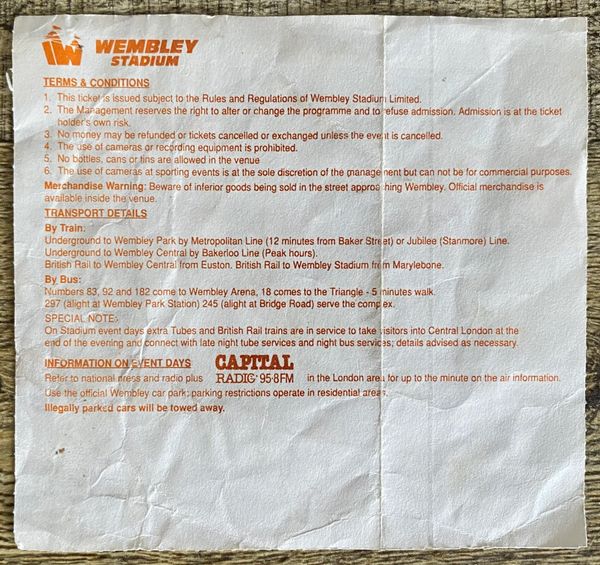 WEMBLEY
STADIUM
TERMS & CONDITIONS
1. This ticket is issued subject to the Rules and Regulations of Wembley Stadium Limited.
2. The Management reserves the right to alter or change the programme and to refuse admission. Admission is at the ticket
holder's own risk.
3. No money may be refunded or tickets cancelled or exchanged unless the event is cancelled.
4. The use of cameras or recording equipment is prohibited.
5. No bottles, cans or tins are allowed in the venue
6. The use of cameras at sporting events is at the sole discretion of the management but can not be for commercial purposes.
Merchandise Warning: Beware of inferior goods being sold in the street approaching Wembley. Official merchandise is
available inside the venue.
TRANSPORT DETAILS
By Train:
Underground to Wembley Park by Metropolitan Line (12 minutes from Baker Street) or Jubilee (Stanmore) Line.
Underground to Wembley Central by Bakerloo Line (Peak hours).
British Rail to Wembley Central from Euston. British Rail to Wembley Stadium from Marylebone.
By Bus:
Numbers 83, 92 and 182 come to Wembley Arena, 18 comes to the Triangle - 5 minutes walk.
297 (alight at Wembley Park Station) 245 (alight at Bridge Road) serve the complex.
SPECIAL NOTE:
On Stadium event days extra Tubes and British Rail trains are in service to take visitors into Central London at the
end of the evening and connect with late night tube services and night bus services; details advised as necessary.
INFORMATION ON EVENT DAYS
CAPITAL
Refer to national press and radio plus RADIO 95·8FM in the London area for up to the minute on the air information.
Use the official Wembley car park; parking restrictions operate in residential areas.
Illegally parked cars will be towed away.